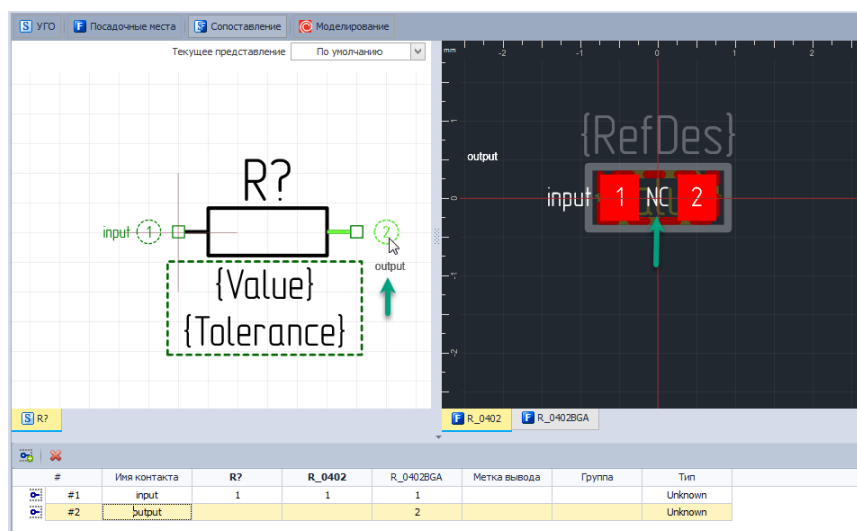 УГО Посадочные места Сопоставление Моделирование
Текущее представление По умолчанию
mm -2 -1 0 1 2
R?
input 1 2
output
{Value}
{Tolerance}
-1
0
-1
-2
{RefDes}
output
input 1 NC 2
R?
R_0402 R_0402BGA
# Имя контакта R? R_0402 R_0402BGA Метка вывода Группа Тип
#1 input 1 1 1 Unknown
#2 output 2 Unknown